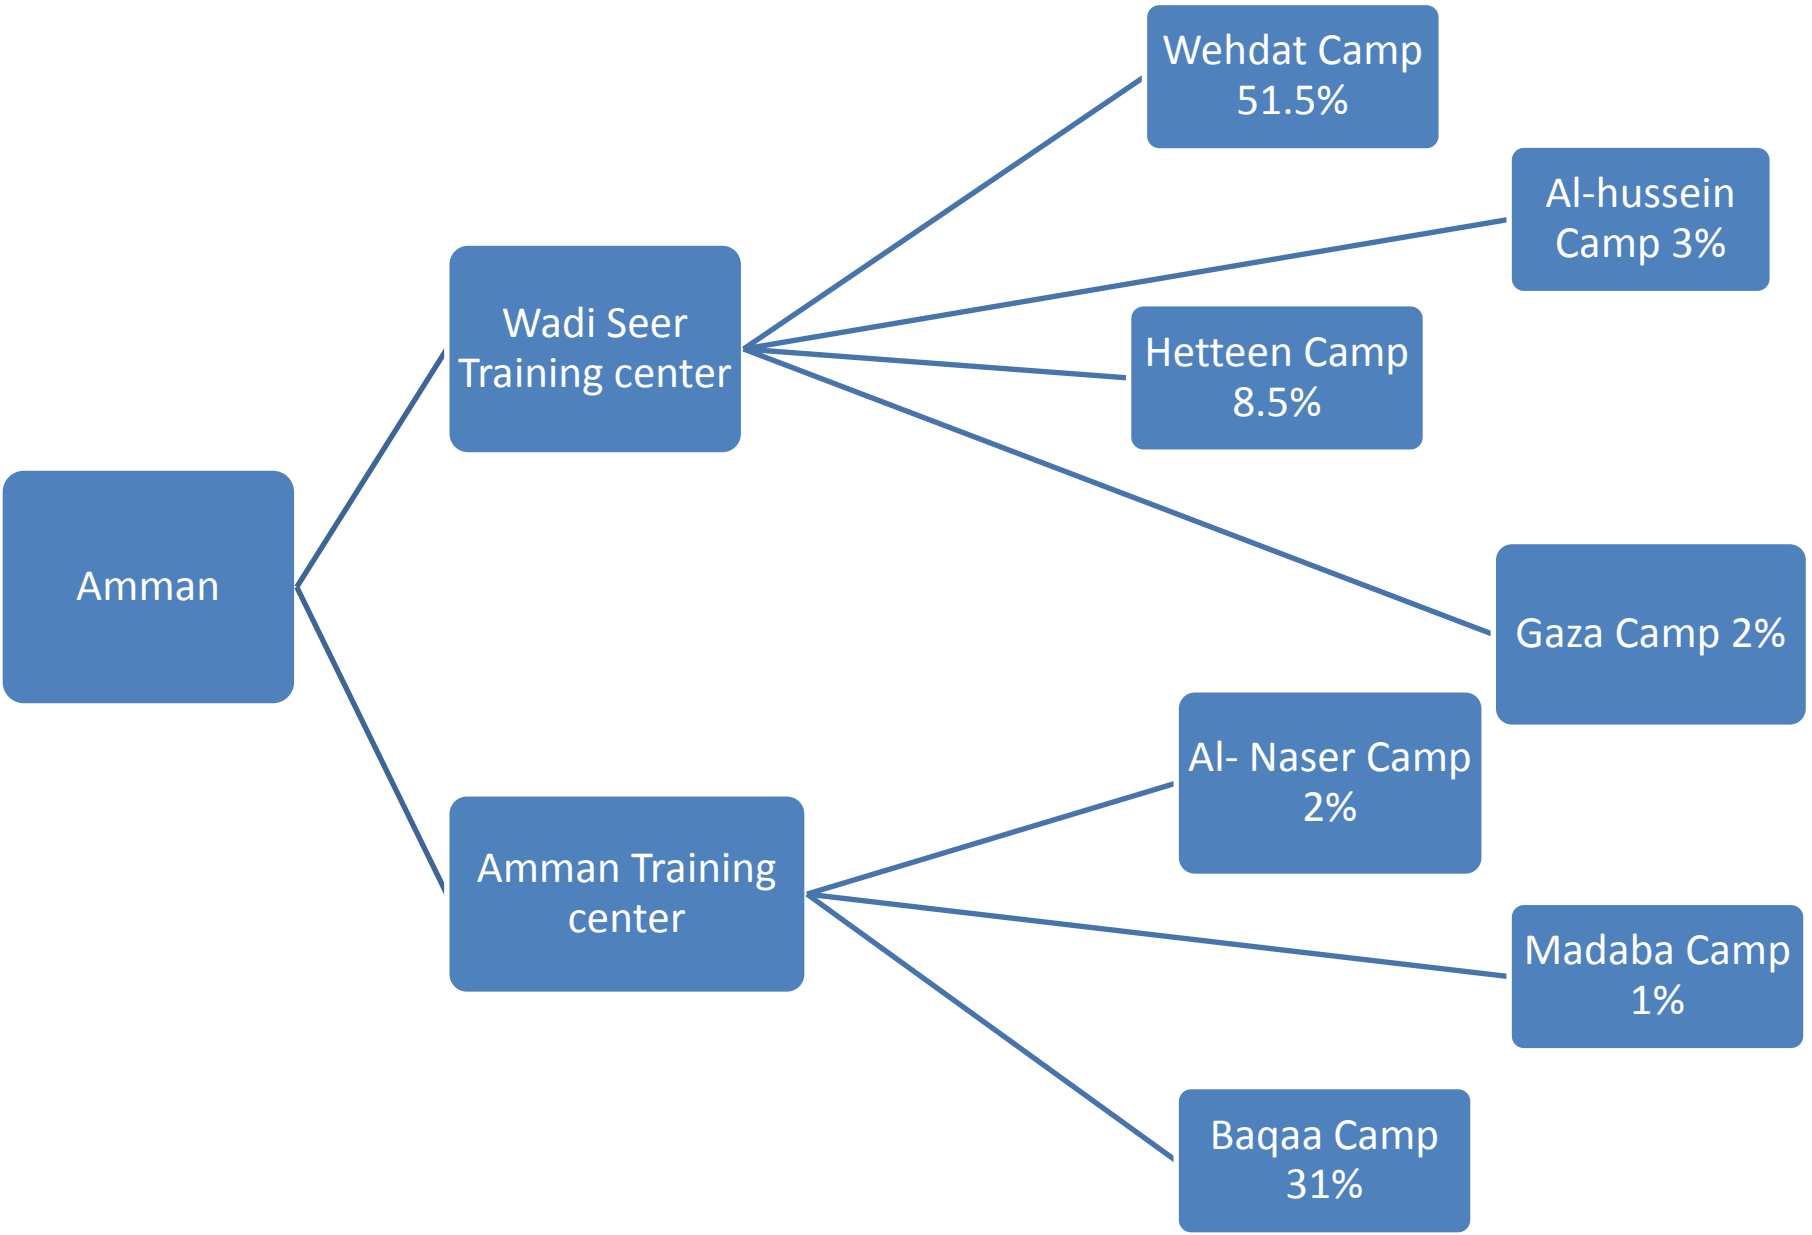 Wehdat Camp
51.5%
Al-hussein
Camp 3%
Wadi Seer
Training center
Hetteen Camp
8.5%
Amman
Gaza Camp 2%
Al- Naser Camp
2%
Amman Training
center
Madaba Camp
1%
Baqaa Camp
31%